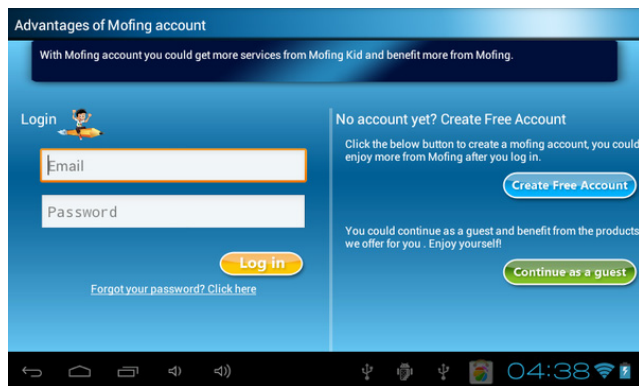 Advantages of Mofing account
With Mofing account you could get more services from Mofing Kid and benefit more from Mofing.
Login
Email
Password
Log in
Forgot your password? Click here
No account yet? Create Free Account
Click the below button to create a mofing account, you could
enjoy more from Mofing after you log in.
Create Free Account
You could continue as a guest and benefit from the products
we offer for you . Enjoy yourself!
Continue as a guest
04:38